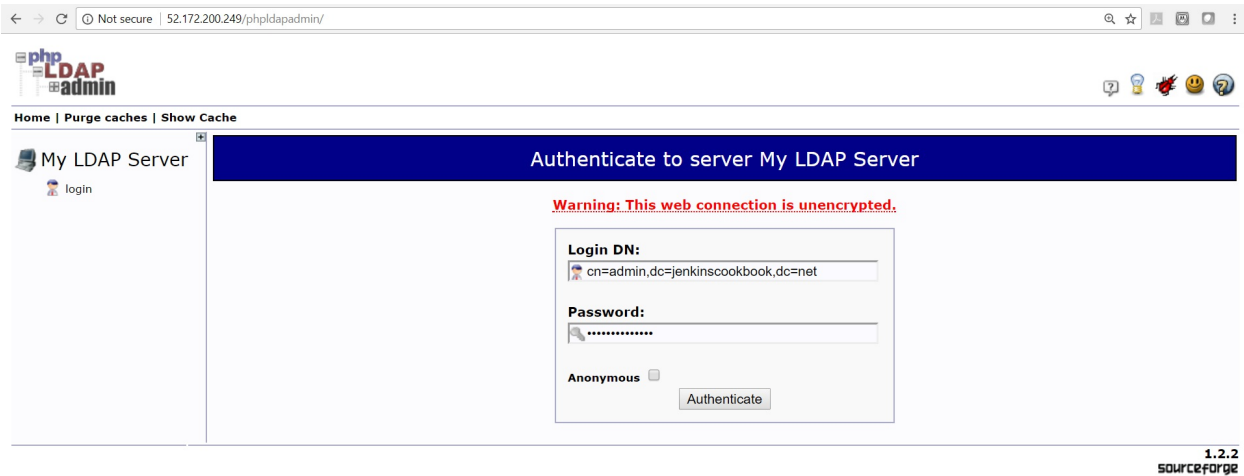 Not secure | 52.172.200.249/phpldapadmin/
php
LDAP
admin
Home | Purge caches | Show Cache
My LDAP Server
login
Authenticate to server My LDAP Server
Warning: This web connection is unencrypted.
Login DN:
cn=admin,dc=jenkinscookbook,dc=net
Password:
••••••••••••••
Anonymous
Authenticate
1.2.2
sourceforge